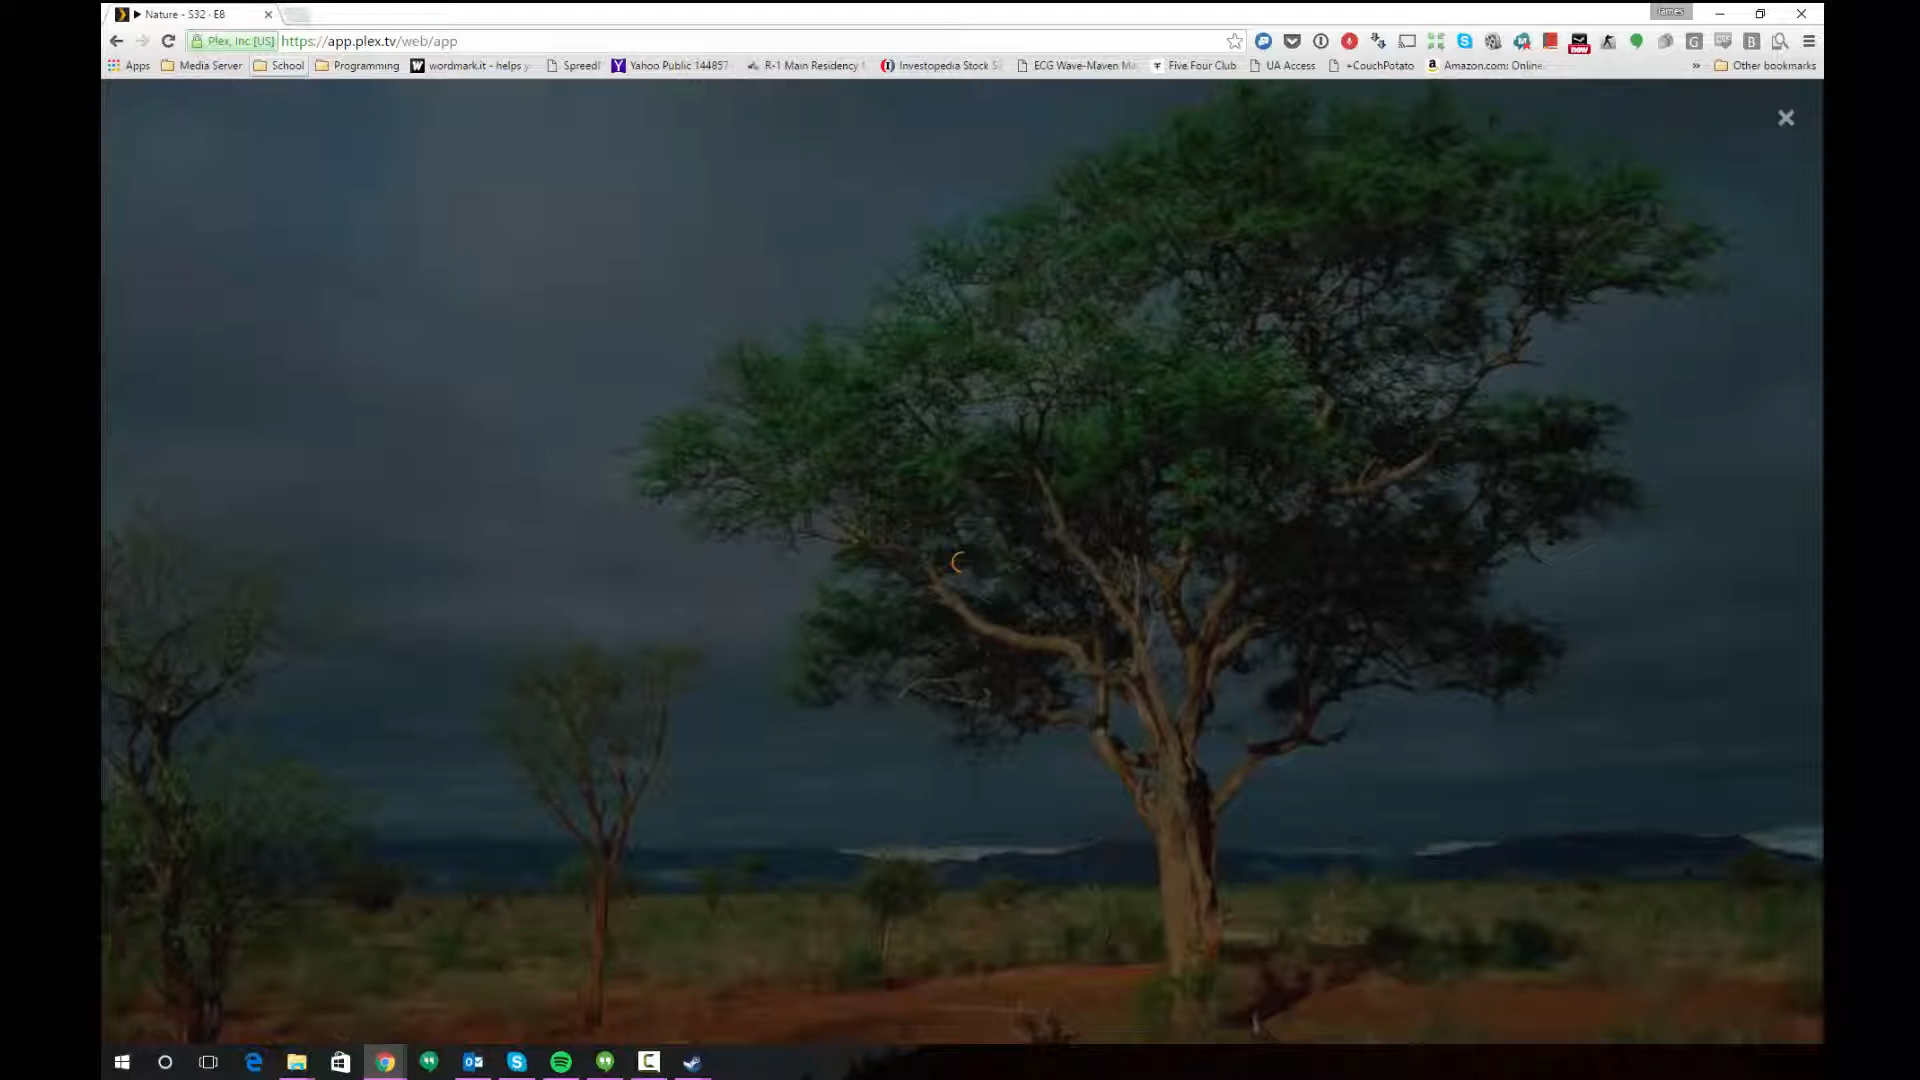 Nature - S32 · E8
James
Plex, Inc [US] https://app.plex.tv/web/app
now
Apps Media Server School Programming wordmark.it - helps y Spreed! Yahoo Public 144857 R-1 Main Residency Investopedia Stock S ECG Wave-Maven Ma Five Four Club UA Access +CouchPotato Amazon.com: Online » Other bookmarks